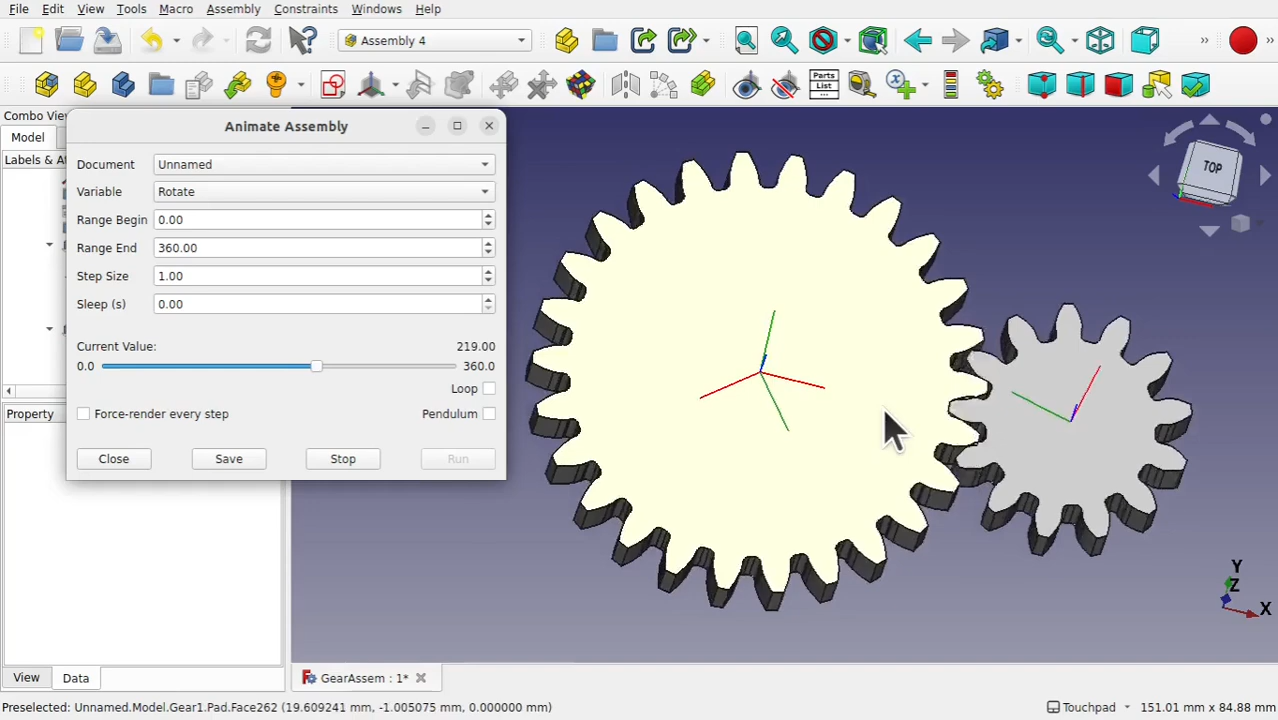 File Edit View Tools Macro Assembly Constraints Windows Help
Assembly 4
Parts List
Combo Vie
Model
Labels & A
Animate Assembly
Document Unnamed
Variable Rotate
Range Begin 0.00
Range End 360.00
Step Size 1.00
Sleep (s) 0.00
Current Value: 219.00
0.0 360.0
Loop
Force-render every step Pendulum
Close Save Stop Run
Property
TOP
Y
Z
X
View Data
GearAssem : 1*
Preselected: Unnamed.Model.Gear1.Pad.Face262 (19.609241 mm, -1.005075 mm, 0.000000 mm) Touchpad 151.01 mm x 84.88 mm